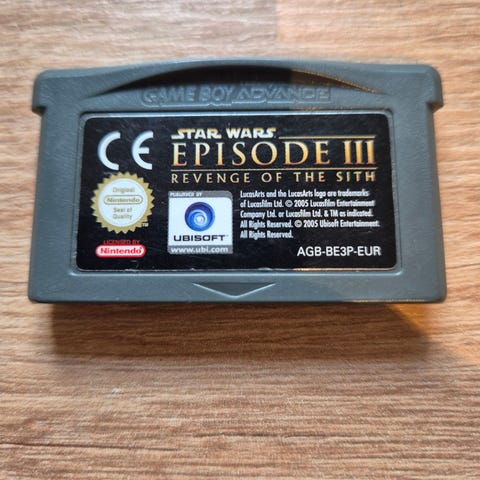 GAME BOY ADVANCE
CE
STAR WARS
EPISODE III
REVENGE OF THE SITH
Original
Nintendo
Seal of
Quality
TM
LICENSED BY
Nintendo
PUBLISHED BY
UBISOFT
www.ubi.com
LucasArts and the LucasArts logo are trademarks
of Lucasfilm Ltd. © 2005 Lucasfilm Entertainment
Company Ltd. or Lucasfilm Ltd. & TM as indicated.
All Rights Reserved. © 2005 Ubisoft Entertainment.
All Rights Reserved.
AGB-BE3P-EUR